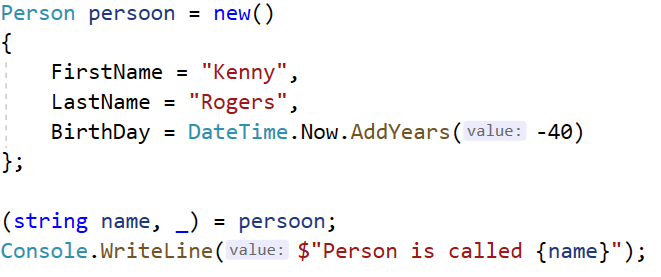 Person persoon = new()
{
FirstName = "Kenny",
LastName = "Rogers",
BirthDay = DateTime.Now.AddYears(value: -40)
};
(string name, _) = persoon;
Console.WriteLine(value: $"Person is called {name}");